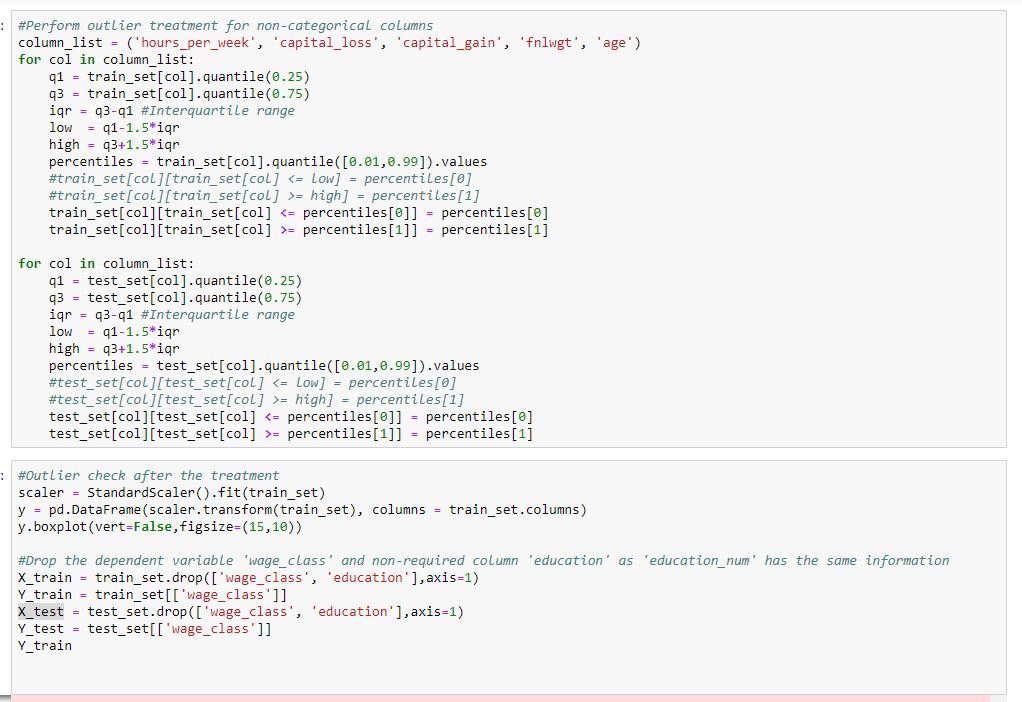 :
#Perform outlier treatment for non-categorical columns
column_list = ('hours_per_week', 'capital_loss', 'capital_gain', 'fnlwgt', 'age')
for col in column_list:
    q1 = train_set[col].quantile(0.25)
    q3 = train_set[col].quantile(0.75)
    iqr = q3-q1 #Interquartile range
    low  = q1-1.5*iqr
    high = q3+1.5*iqr
    percentiles = train_set[col].quantile([0.01,0.99]).values
    #train_set[col][train_set[col] <= low] = percentiles[0]
    #train_set[col][train_set[col] >= high] = percentiles[1]
    train_set[col][train_set[col] <= percentiles[0]] = percentiles[0]
    train_set[col][train_set[col] >= percentiles[1]] = percentiles[1]
for col in column_list:
    q1 = test_set[col].quantile(0.25)
    q3 = test_set[col].quantile(0.75)
    iqr = q3-q1 #Interquartile range
    low  = q1-1.5*iqr
    high = q3+1.5*iqr
    percentiles = test_set[col].quantile([0.01,0.99]).values
    #test_set[col][test_set[col] <= low] = percentiles[0]
    #test_set[col][test_set[col] >= high] = percentiles[1]
    test_set[col][test_set[col] <= percentiles[0]] = percentiles[0]
    test_set[col][test_set[col] >= percentiles[1]] = percentiles[1]
:
#Outlier check after the treatment
scaler = StandardScaler().fit(train_set)
y = pd.DataFrame(scaler.transform(train_set), columns = train_set.columns)
y.boxplot(vert=False,figsize=(15,10))
#Drop the dependent variable 'wage_class' and non-required column 'education' as 'education_num' has the same information
X_train = train_set.drop(['wage_class', 'education'],axis=1)
Y_train = train_set[['wage_class']]
X_test = test_set.drop(['wage_class', 'education'],axis=1)
Y_test = test_set[['wage_class']]
Y_train